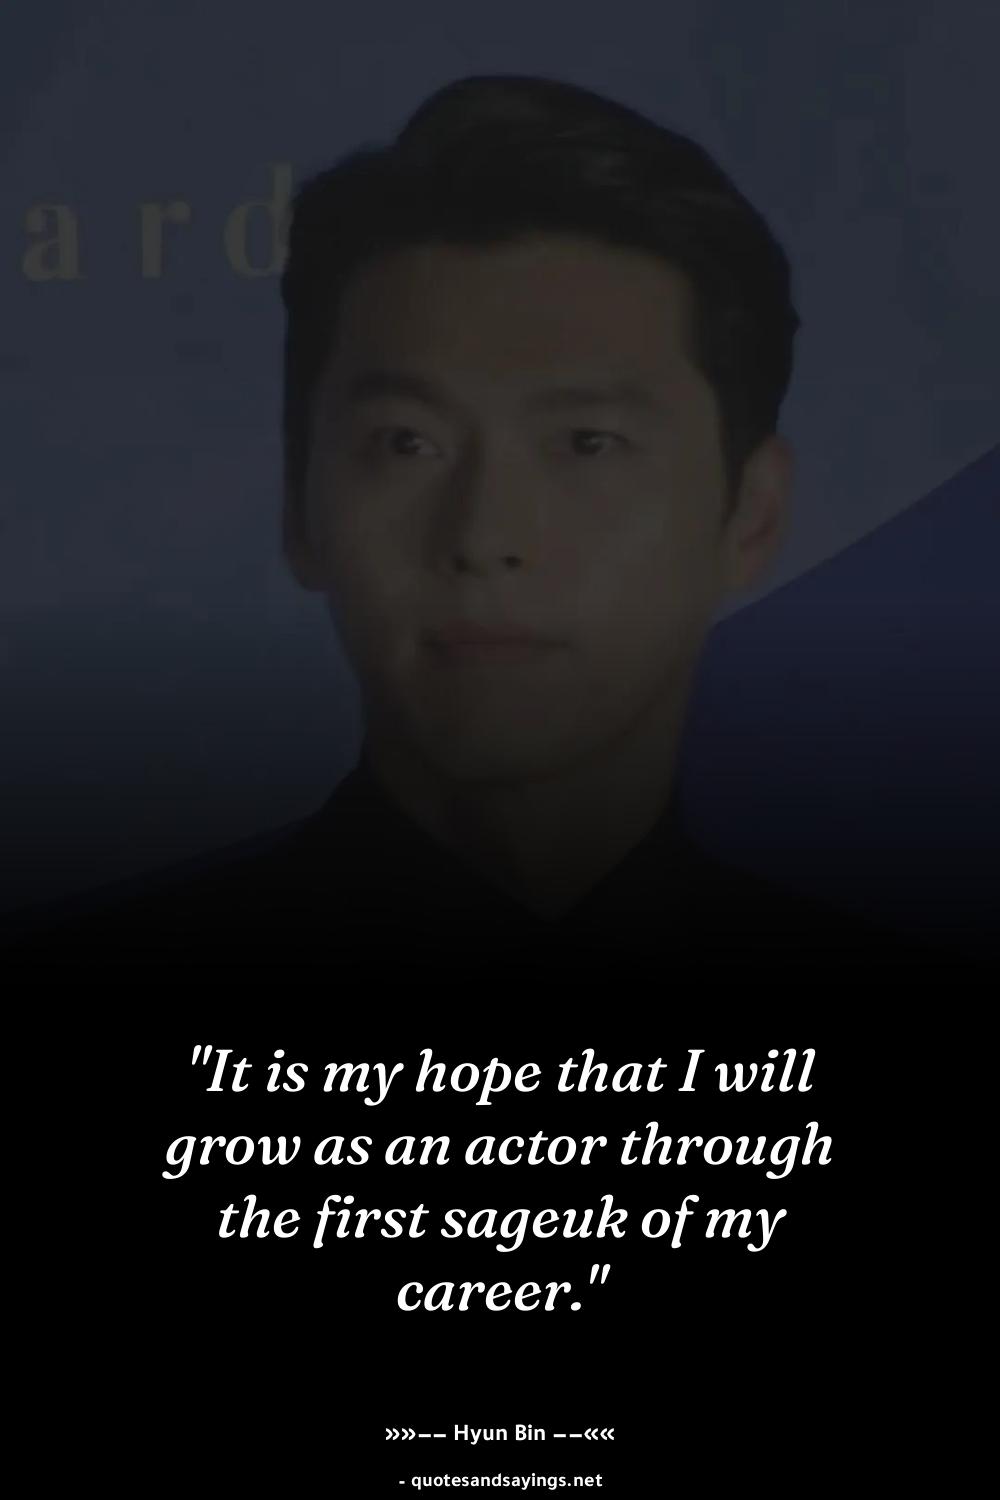 ard
"It is my hope that I will
grow as an actor through
the first sageuk of my
career."
»»–– Hyun Bin ––««
- quotesandsayings.net